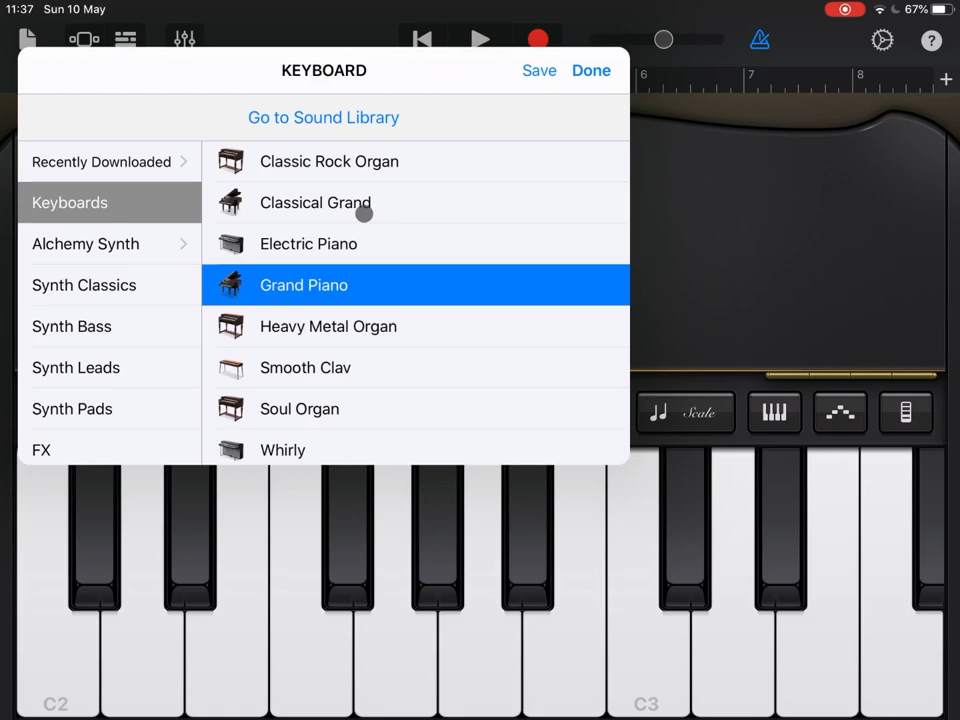 11:37 Sun 10 May
67%
KEYBOARD
Save
Done
Go to Sound Library
Recently Downloaded
Keyboards
Alchemy Synth
Synth Classics
Synth Bass
Synth Leads
Synth Pads
FX
Classic Rock Organ
Classical Grand
Electric Piano
Grand Piano
Heavy Metal Organ
Smooth Clav
Soul Organ
Whirly
?
6
7
8
+
Scale
C2
C3